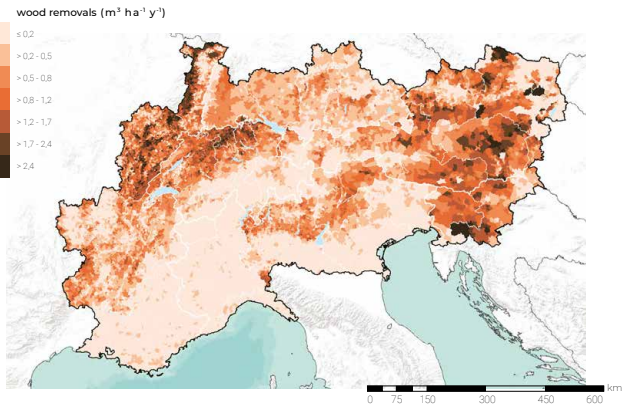 wood removals (m³ ha⁻¹ y⁻¹)
≤ 0,2
> 0,2 - 0,5
> 0,5 - 0,8
> 0,8 - 1,2
> 1,2 - 1,7
> 1,7 - 2,4
> 2,4
km
0 75 150 300 450 600